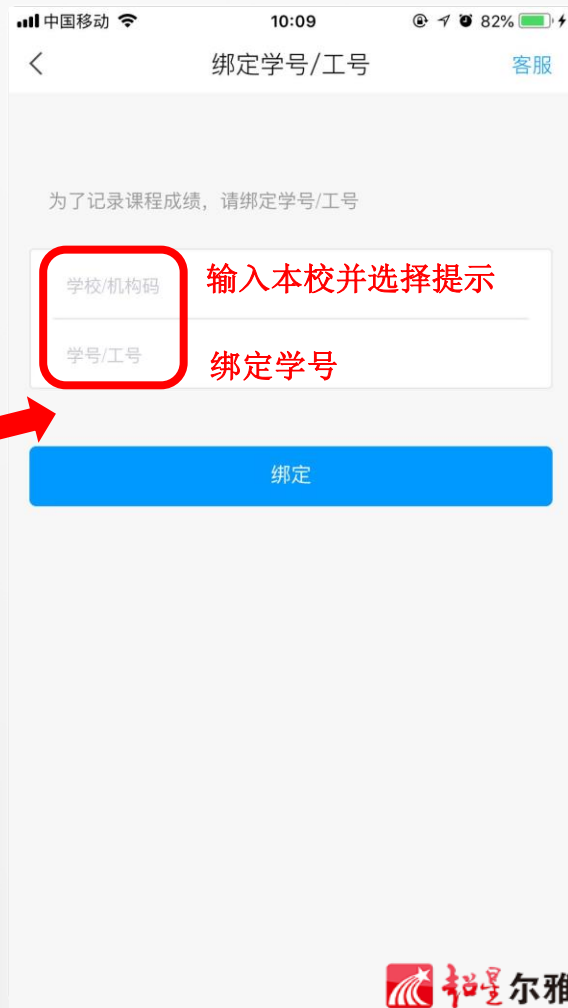 中国移动 10:09 82%
绑定学号/工号 客服
为了记录课程成绩，请绑定学号/工号
学校/机构码 输入本校并选择提示
学号/工号 绑定学号
绑定
超星尔雅